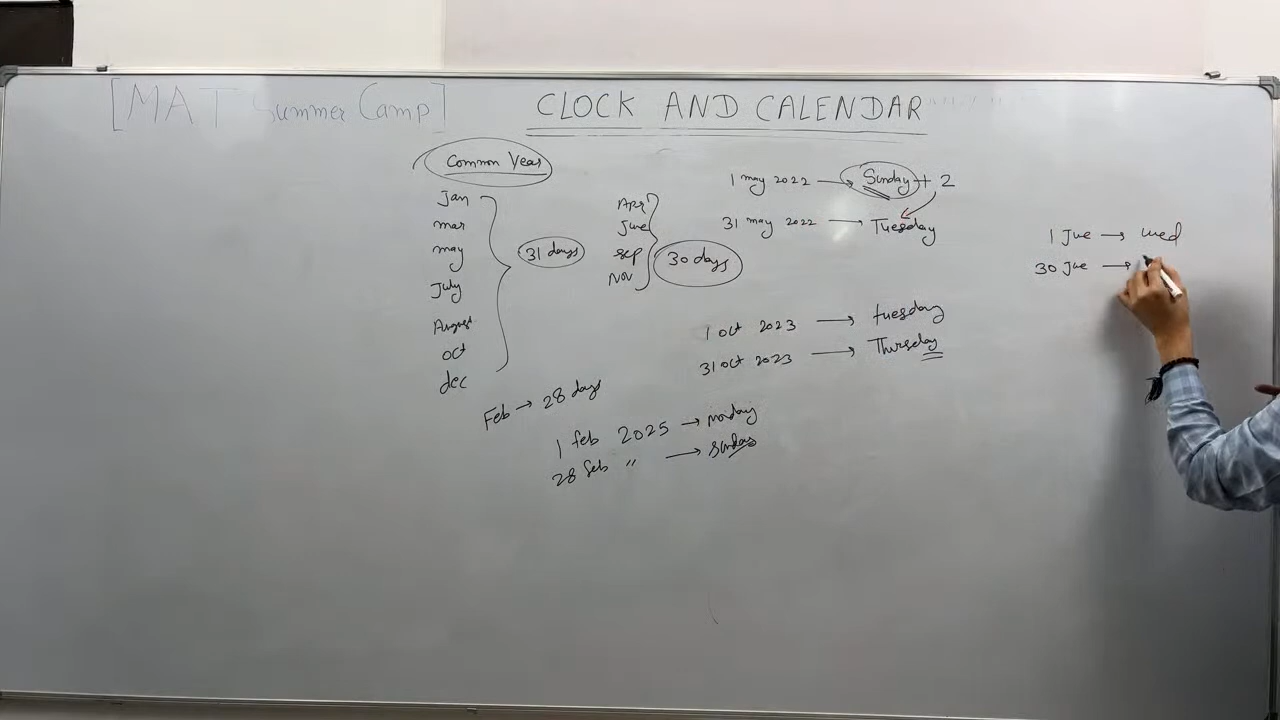 [MAT Summer Camp]
CLOCK AND CALENDAR
Common Year
Jan
mar
may
July
August
oct
dec
31 days
Apr
June
sep
Nov
30 days
Feb → 28 days
1 may 2022 → Sunday + 2
31 may 2022 → Tuesday
1 oct 2023 → tuesday
31 oct 2023 → Thursday
1 feb 2025 → monday
28 feb " → sunday
1 Jue → wed
30 Jue →